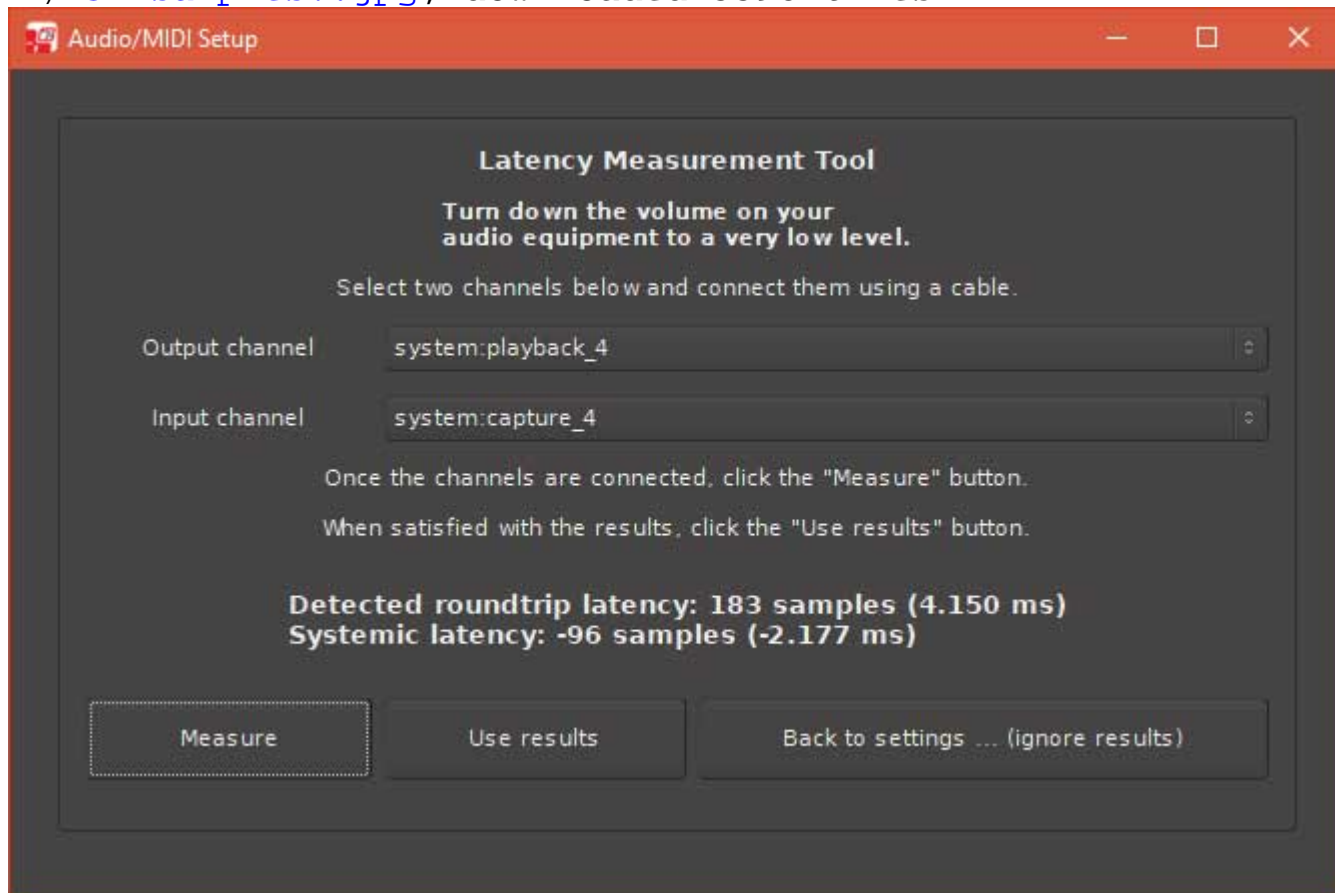 Audio/MIDI Setup
Latency Measurement Tool
Turn down the volume on your
audio equipment to a very low level.
Select two channels below and connect them using a cable.
Output channel system:playback_4
Input channel system:capture_4
Once the channels are connected, click the "Measure" button.
When satisfied with the results, click the "Use results" button.
Detected roundtrip latency: 183 samples (4.150 ms)
Systemic latency: -96 samples (-2.177 ms)
Measure Use results Back to settings ... (ignore results)